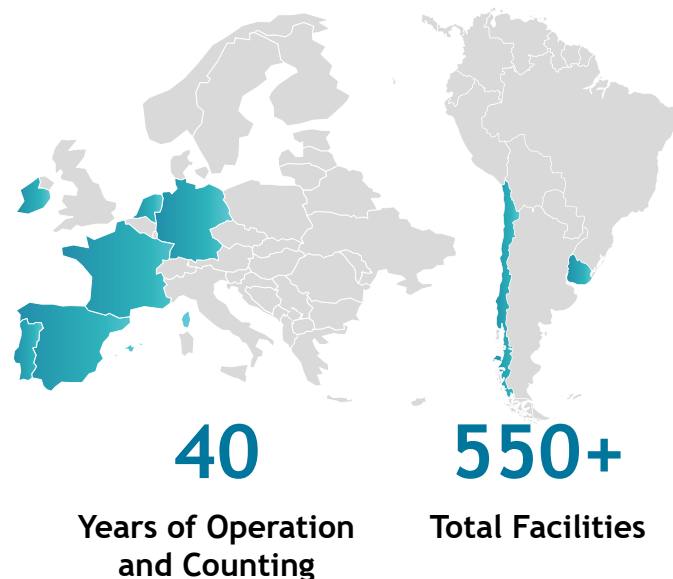 40
Years of Operation
and Counting
550+
Total Facilities